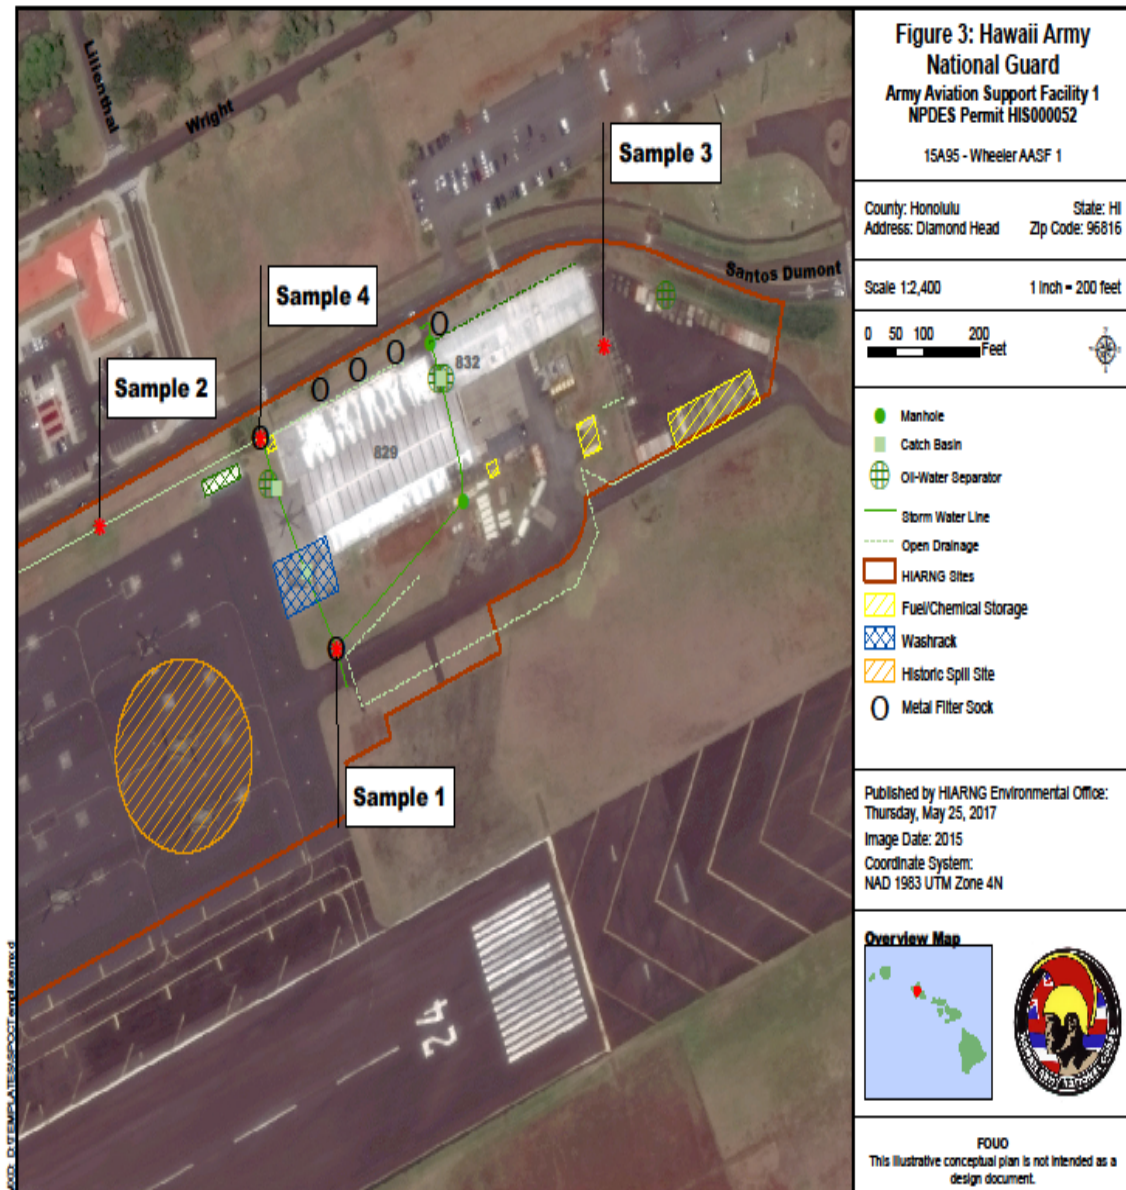 Figure 3: Hawaii Army
National Guard
Army Aviation Support Facility 1
NPDES Permit HIS000052
15A95 - Wheeler AASF 1
County: Honolulu State: HI
Address: Diamond Head Zip Code: 96816
Scale 1:2,400 1 inch = 200 feet
0 50 100 200
Feet
Manhole
Catch Basin
Oil-Water Separator
Storm Water Line
Open Drainage
HIARNG Sites
Fuel/Chemical Storage
Washrack
Historic Spill Site
Metal Filter Sock
Published by HIARNG Environmental Office:
Thursday, May 25, 2017
Image Date: 2015
Coordinate System:
NAD 1983 UTM Zone 4N
Overview Map
FOUO
This illustrative conceptual plan is not intended as a
design document.
Lilienthal
Wright
Sample 3
Santos Dumont
Sample 4
Sample 2
832
829
Sample 1
24